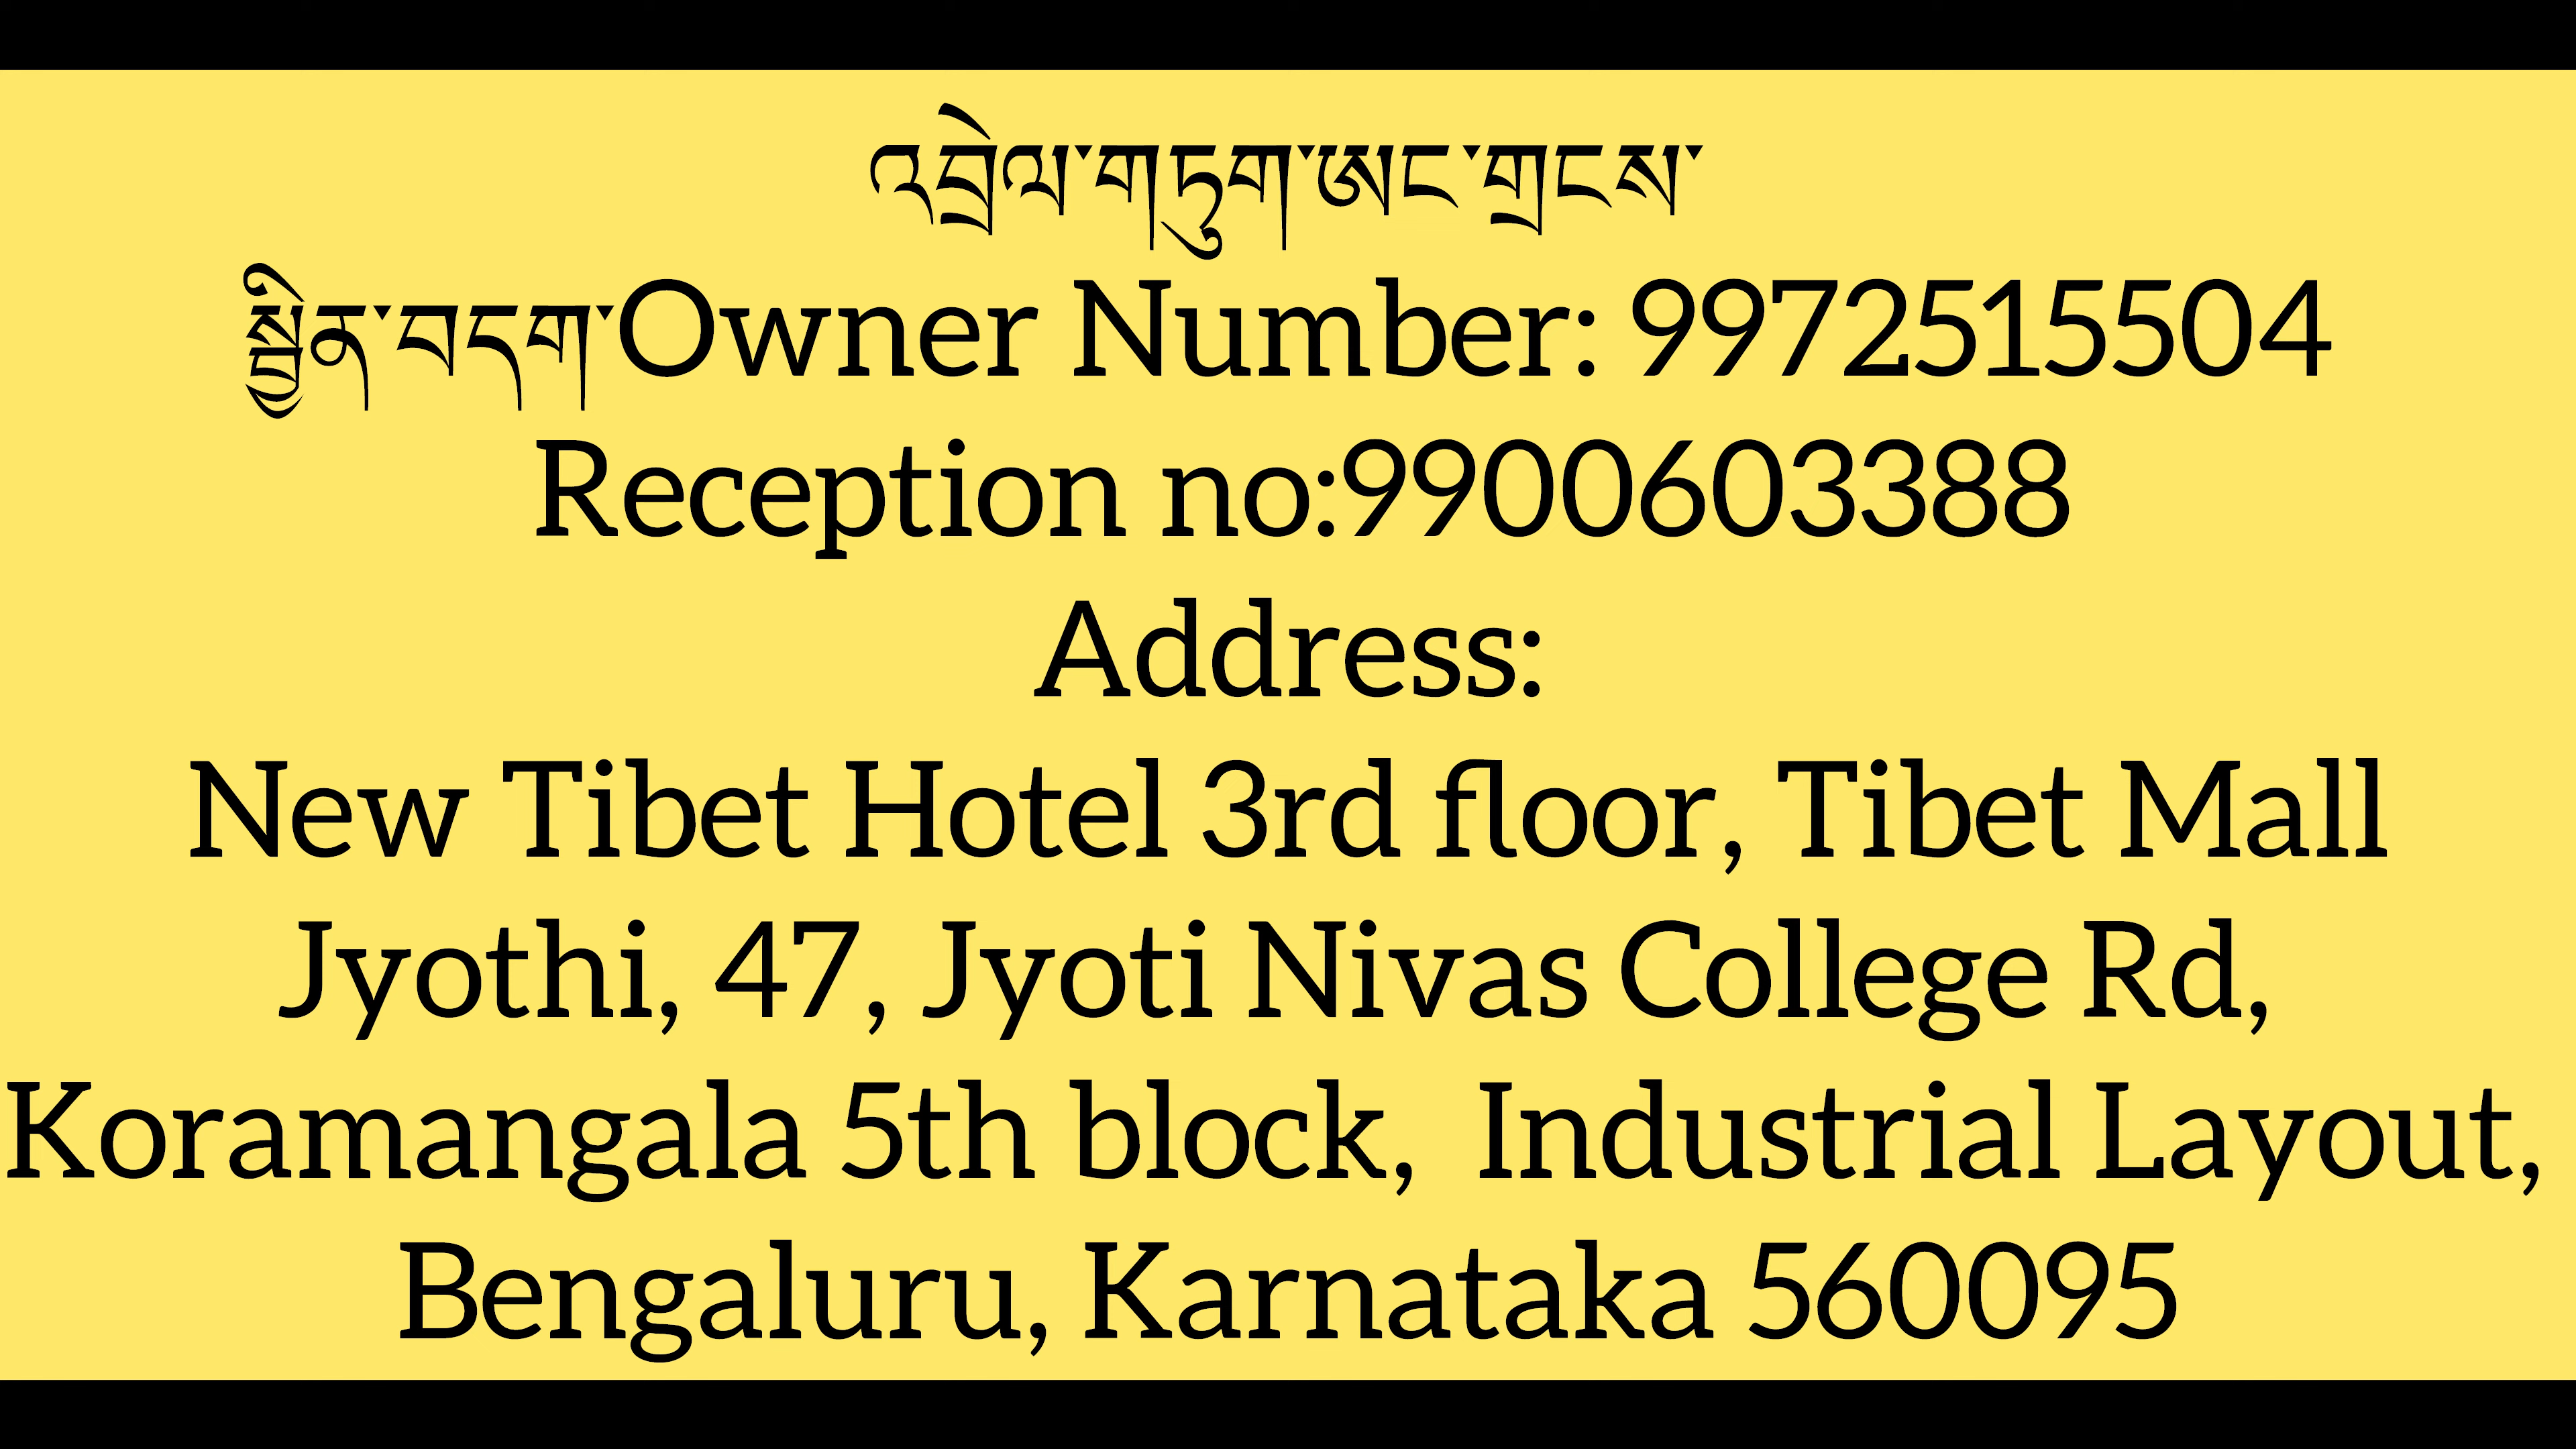 འབྲེལ་གཏུག་ཨང་གྲངས་
སྦྱིན་བདག་Owner Number: 9972515504
Reception no:9900603388
Address:
New Tibet Hotel 3rd floor, Tibet Mall
Jyothi, 47, Jyoti Nivas College Rd,
Koramangala 5th block,  Industrial Layout,
Bengaluru, Karnataka 560095